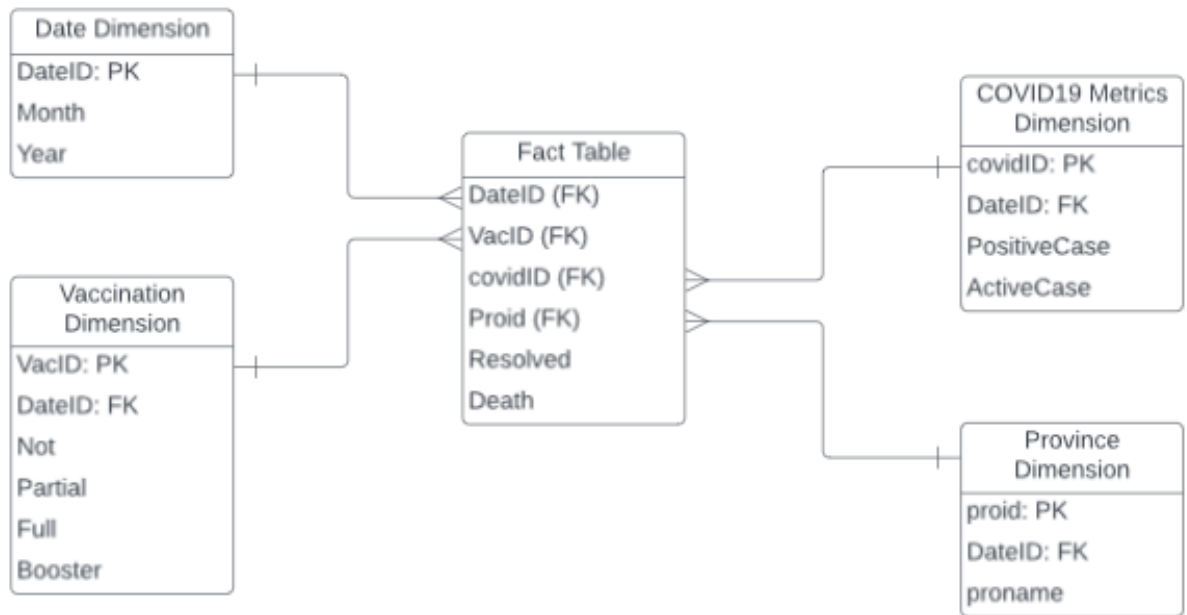 Date Dimension
DateID: PK
Month
Year
Vaccination
Dimension
VacID: PK
DateID: FK
Not
Partial
Full
Booster
Fact Table
DateID (FK)
VacID (FK)
covidID (FK)
Proid (FK)
Resolved
Death
COVID19 Metrics
Dimension
covidID: PK
DateID: FK
PositiveCase
ActiveCase
Province
Dimension
proid: PK
DateID: FK
proname